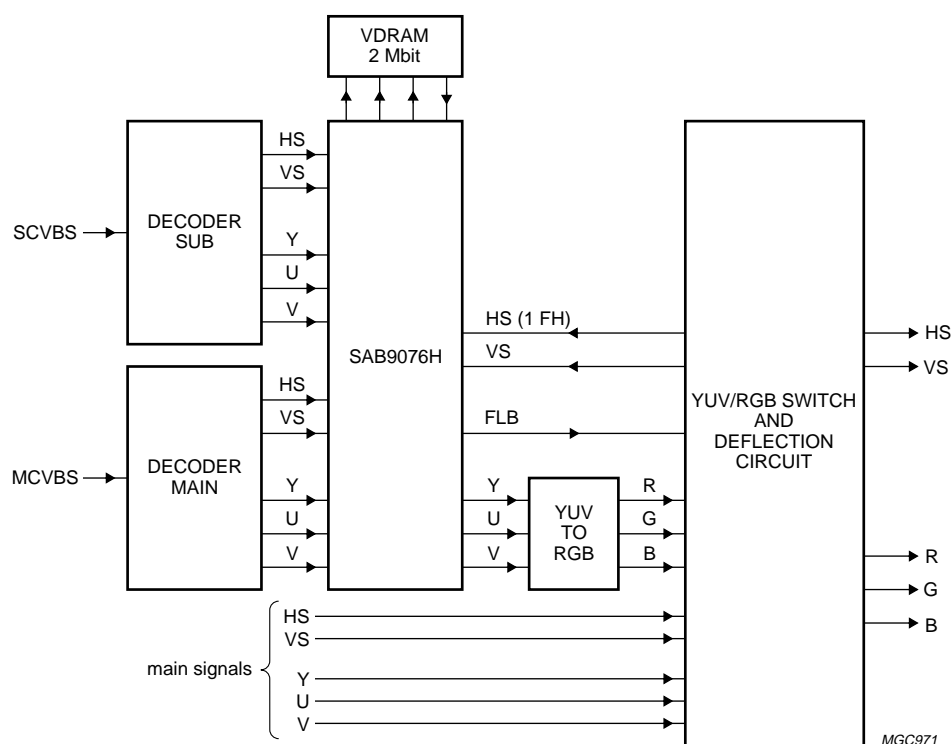 VDRAM
2 Mbit
HS
VS
SCVBS
DECODER
SUB
Y
U
V
HS (1 FH)
HS
VS
VS
SAB9076H
HS
VS
YUV/RGB SWITCH
AND
DEFLECTION
CIRCUIT
FLB
MCVBS
DECODER
MAIN
Y
U
V
Y
U
V
YUV
TO
RGB
R
G
B
R
G
B
HS
VS
main signals
Y
U
V
MGC971